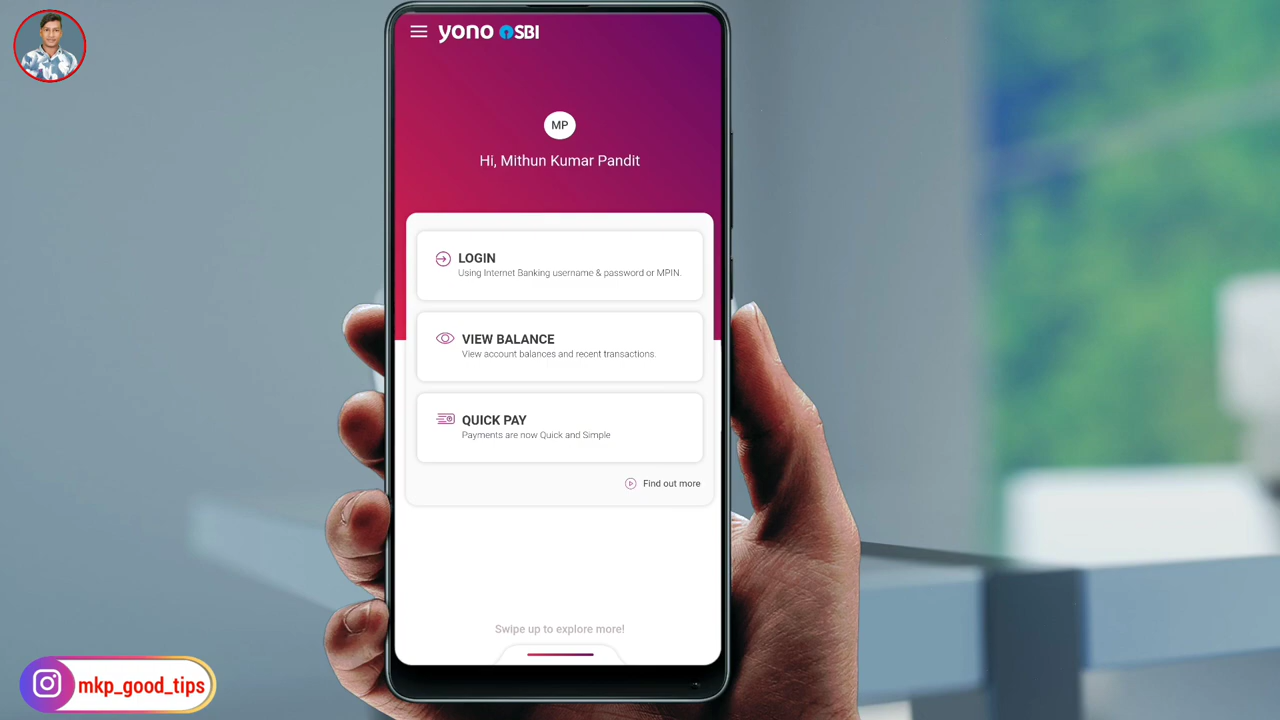 yono SBI
MP
Hi, Mithun Kumar Pandit
LOGIN
Using Internet Banking username & password or MPIN.
VIEW BALANCE
View account balances and recent transactions.
QUICK PAY
Payments are now Quick and Simple
Find out more
Swipe up to explore more!
mkp_good_tips